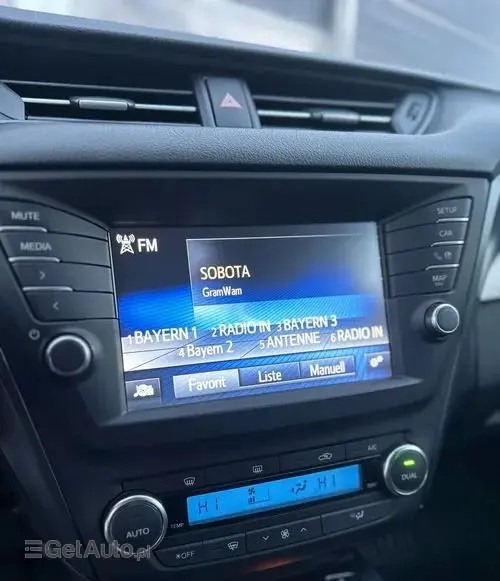 MUTE
MEDIA
>
<
FM
SOBOTA
GramWam
1 BAYERN 1 2 RADIO IN 3 BAYERN 3
4 Bayern 2 5 ANTENNE 6 RADIO IN
Favorit Liste Manuell
SETUP
CAR
MAP
A/C
HI HI
TEMP
AUTO
DUAL
OFF
GetAuto.pl